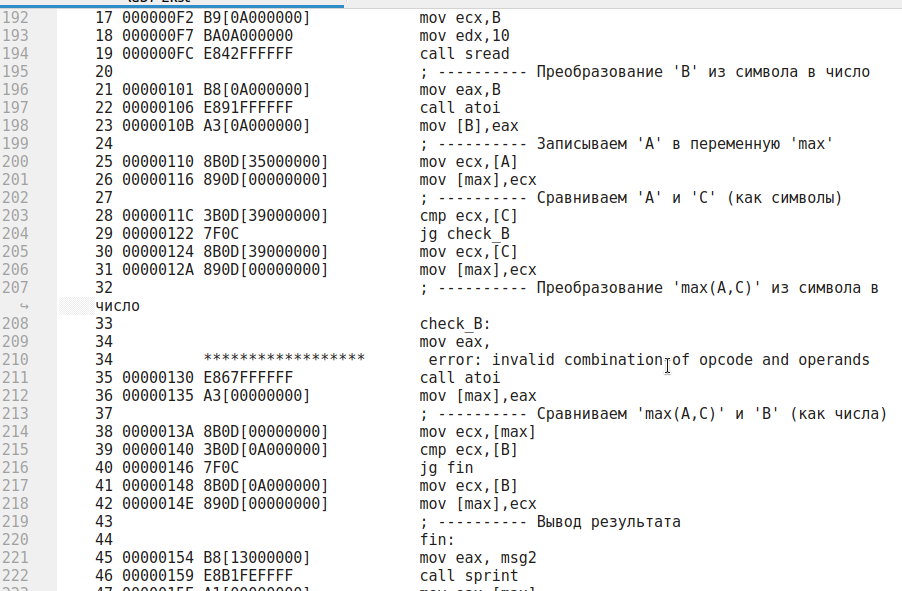 192 17 000000F2 B9[0A000000] mov ecx,B
193 18 000000F7 BA0A000000 mov edx,10
194 19 000000FC E842FFFFFF call sread
195 20 ; ---------- Преобразование 'B' из символа в число
196 21 00000101 B8[0A000000] mov eax,B
197 22 00000106 E891FFFFFF call atoi
198 23 0000010B A3[0A000000] mov [B],eax
199 24 ; ---------- Записываем 'A' в переменную 'max'
200 25 00000110 8B0D[35000000] mov ecx,[A]
201 26 00000116 890D[00000000] mov [max],ecx
202 27 ; ---------- Сравниваем 'A' и 'С' (как символы)
203 28 0000011C 3B0D[39000000] cmp ecx,[C]
204 29 00000122 7F0C jg check_B
205 30 00000124 8B0D[39000000] mov ecx,[C]
206 31 0000012A 890D[00000000] mov [max],ecx
207 32 ; ---------- Преобразование 'max(A,C)' из символа в
↪ число
208 33 check_B:
209 34 mov eax,
210 34 ****************** error: invalid combination of opcode and operands
211 35 00000130 E867FFFFFF call atoi
212 36 00000135 A3[00000000] mov [max],eax
213 37 ; ---------- Сравниваем 'max(A,C)' и 'B' (как числа)
214 38 0000013A 8B0D[00000000] mov ecx,[max]
215 39 00000140 3B0D[0A000000] cmp ecx,[B]
216 40 00000146 7F0C jg fin
217 41 00000148 8B0D[0A000000] mov ecx,[B]
218 42 0000014E 890D[00000000] mov [max],ecx
219 43 ; ---------- Вывод результата
220 44 fin:
221 45 00000154 B8[13000000] mov eax, msg2
222 46 00000159 E8B1FEFFFF call sprint